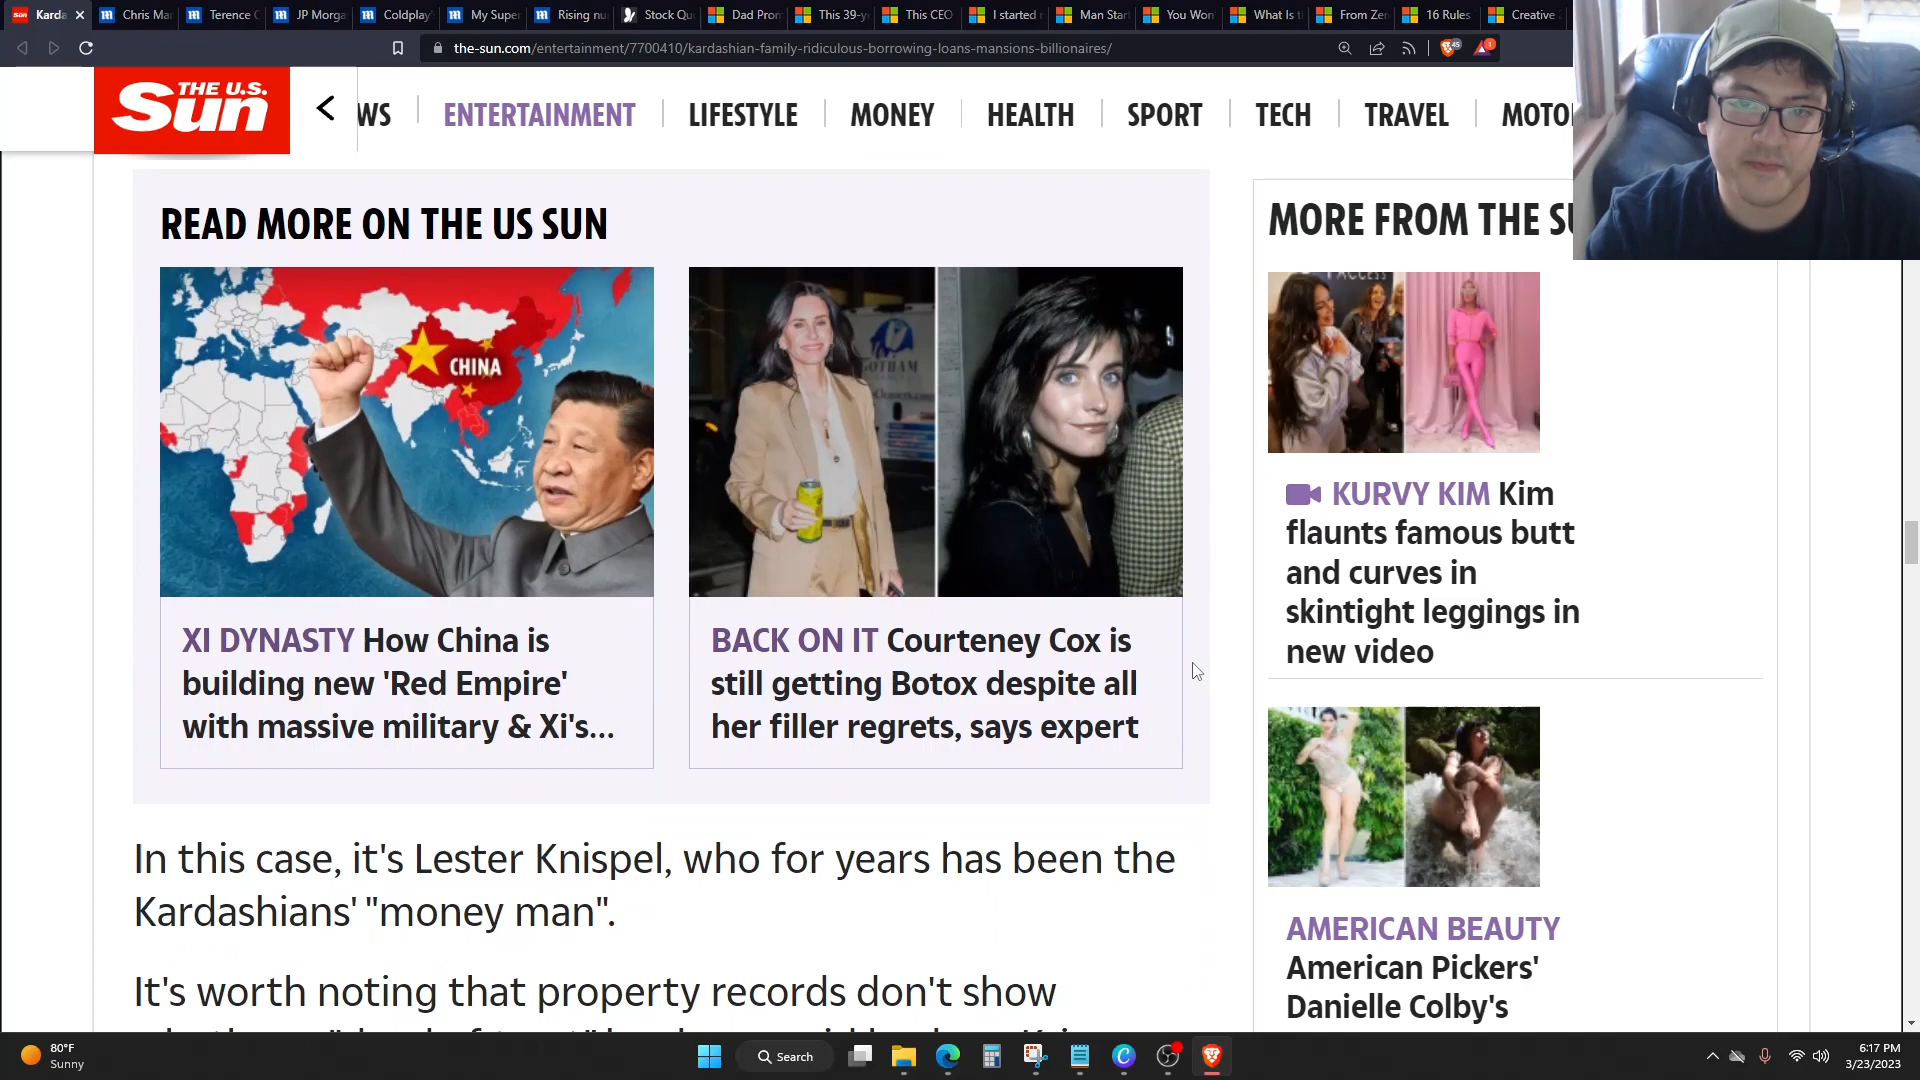 Karda
Chris Ma
Terence C
JP Morga
Coldplay'
My Super
Rising nu
Stock Qu
Dad Pron
This 39-y
This CEO
I started
Man Star
You Won
What Is t
From Zer
16 Rules
Creative
the-sun.com/entertainment/7700410/kardashian-family-ridiculous-borrowing-loans-mansions-billionaires/
45
1
THE U.S.
Sun
WS
ENTERTAINMENT
LIFESTYLE
MONEY
HEALTH
SPORT
TECH
TRAVEL
MOTO
READ MORE ON THE US SUN
CHINA
GOTHAM
XI DYNASTY How China is
building new 'Red Empire'
with massive military & Xi's...
BACK ON IT Courteney Cox is
still getting Botox despite all
her filler regrets, says expert
In this case, it's Lester Knispel, who for years has been the
Kardashians' "money man".
It's worth noting that property records don't show
MORE FROM THE SU
ACCESS
KURVY KIM Kim
flaunts famous butt
and curves in
skintight leggings in
new video
AMERICAN BEAUTY
American Pickers'
Danielle Colby's
80°F
Sunny
Search
6:17 PM
3/23/2023